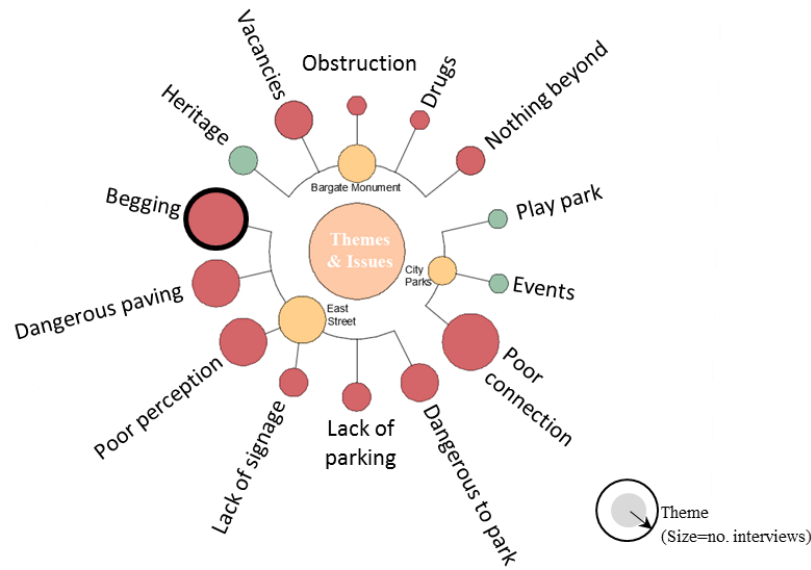 Obstruction
Vacancies
Drugs
Heritage
Nothing beyond
Bargate Monument
Begging
Play park
Themes
& Issues
City
Parks
Events
Dangerous paving
East
Street
Poor
connection
Poor perception
Lack of signage
Lack of
parking
Dangerous to park
Theme
(Size=no. interviews)